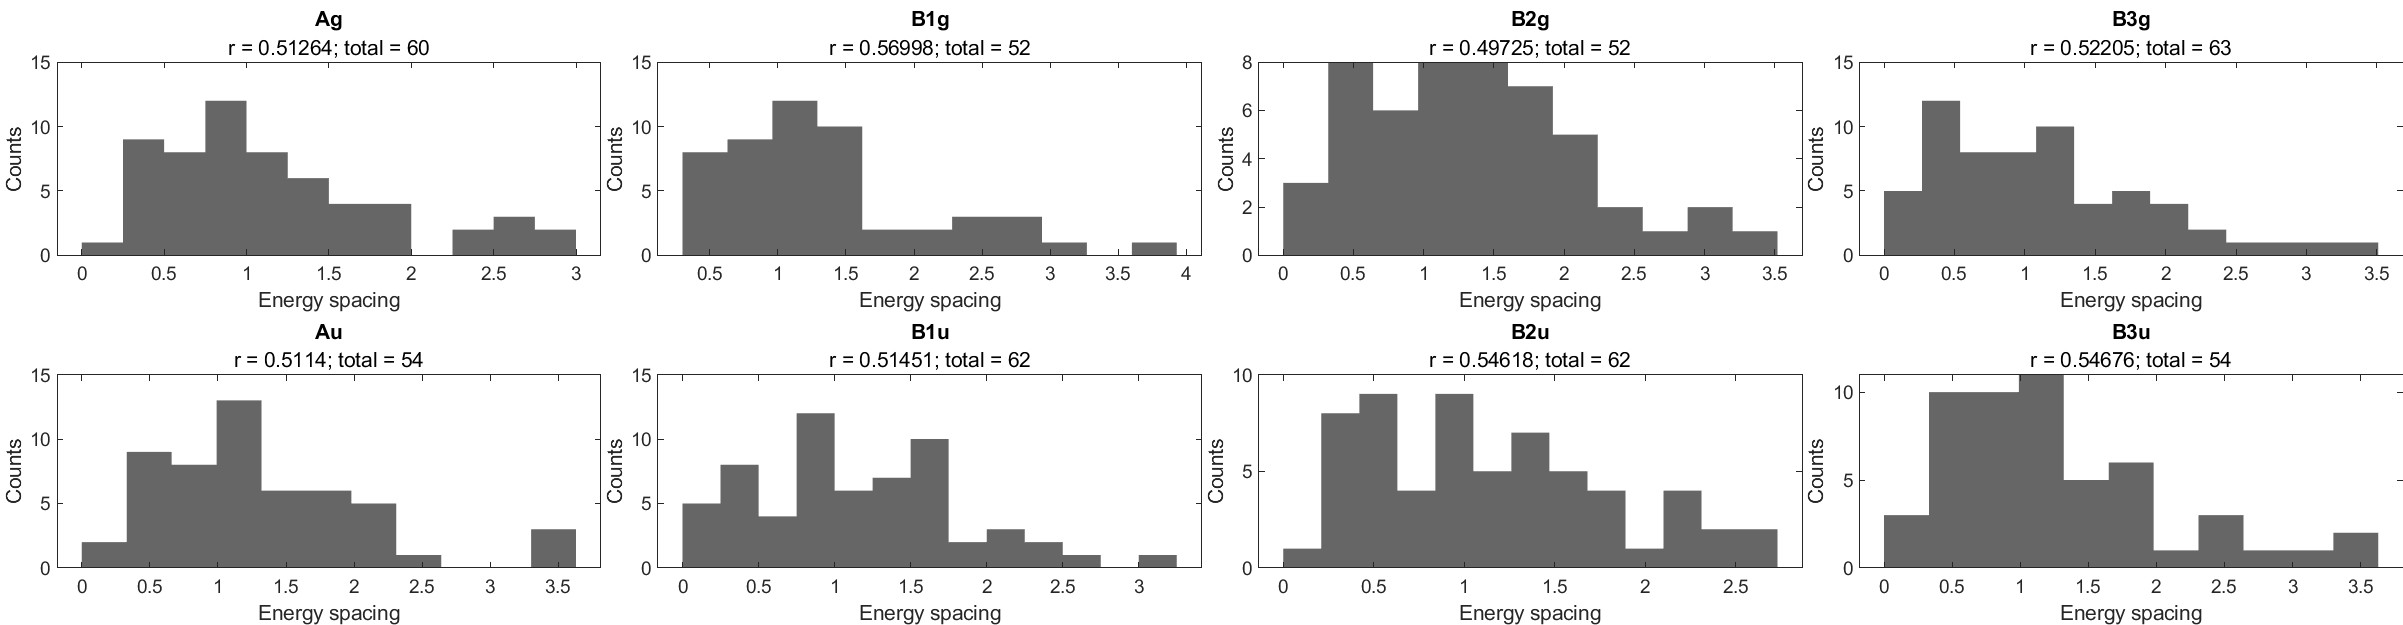 Ag
r = 0.51264; total = 60
15
10
5
0
Counts
0 0.5 1 1.5 2 2.5 3
Energy spacing
B1g
r = 0.56998; total = 52
15
10
5
0
Counts
0.5 1 1.5 2 2.5 3 3.5 4
Energy spacing
B2g
r = 0.49725; total = 52
8
6
4
2
0
Counts
0 0.5 1 1.5 2 2.5 3 3.5
Energy spacing
B3g
r = 0.52205; total = 63
15
10
5
0
Counts
0 0.5 1 1.5 2 2.5 3 3.5
Energy spacing
Au
r = 0.5114; total = 54
15
10
5
0
Counts
0 0.5 1 1.5 2 2.5 3 3.5
Energy spacing
B1u
r = 0.51451; total = 62
15
10
5
0
Counts
0 0.5 1 1.5 2 2.5 3
Energy spacing
B2u
r = 0.54618; total = 62
10
5
0
Counts
0 0.5 1 1.5 2 2.5
Energy spacing
B3u
r = 0.54676; total = 54
10
5
0
Counts
0 0.5 1 1.5 2 2.5 3 3.5
Energy spacing